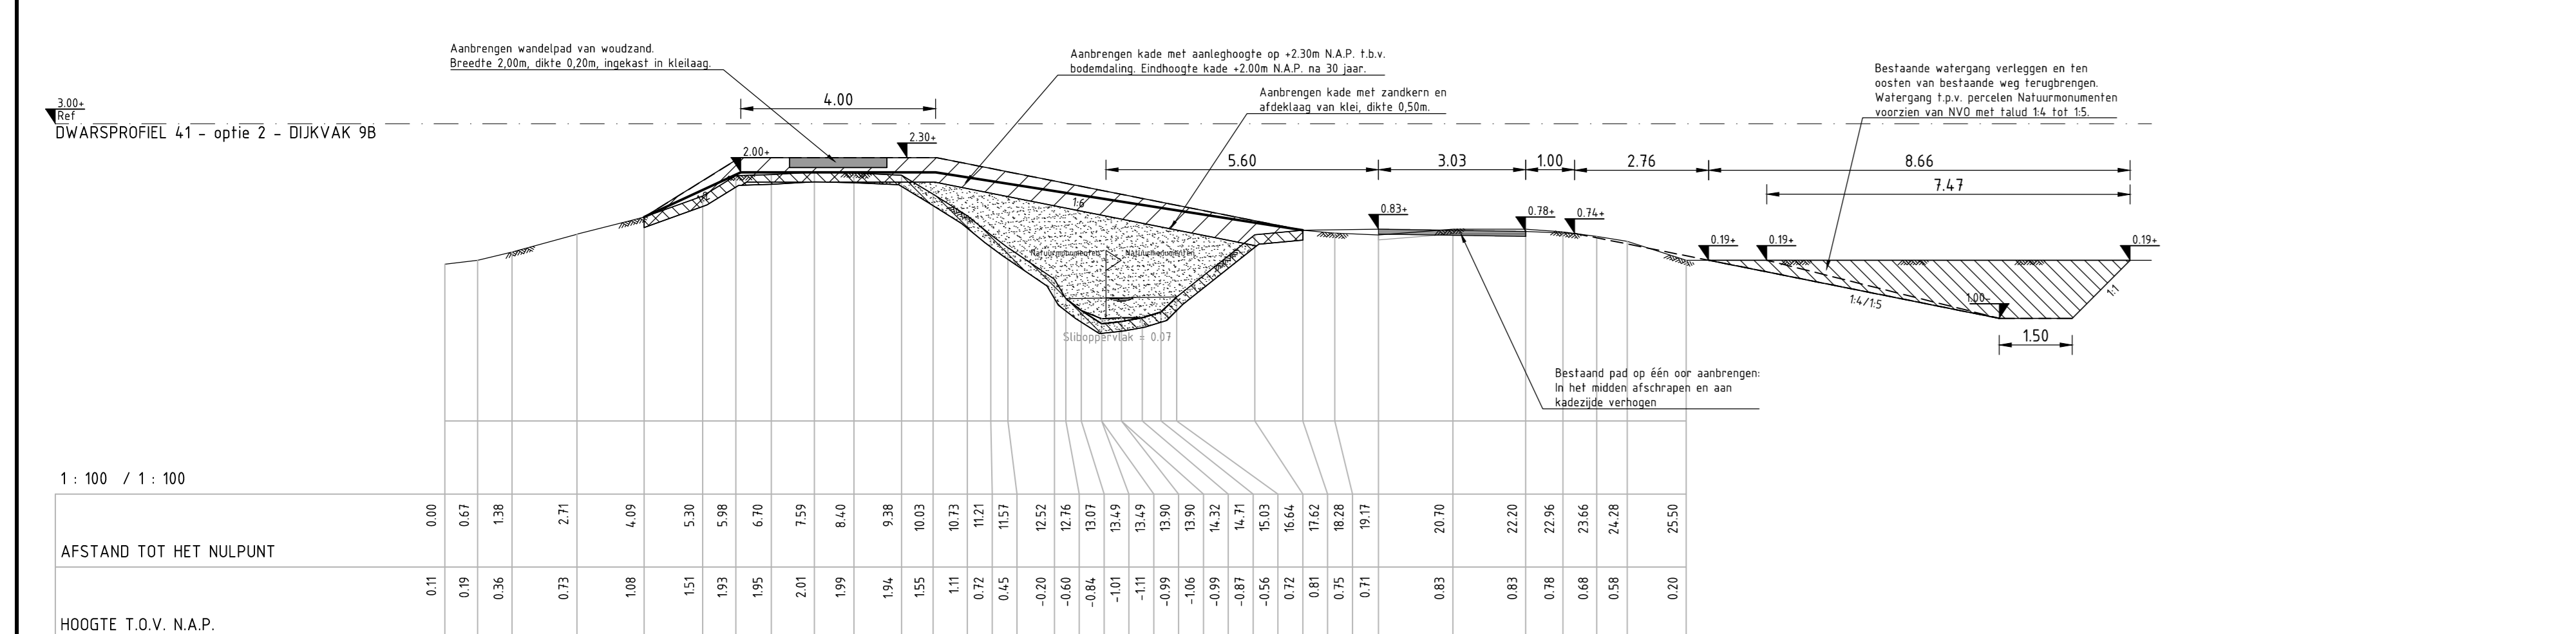 Aanbrengen wandelpad van woudzand.
Breedte 2,00m, dikte 0,20m, ingekast in kleilaag.
Aanbrengen kade met aanleghoogte op +2.30m N.A.P. t.b.v.
bodemdaling. Eindhoogte kade +2.00m N.A.P. na 30 jaar.
Aanbrengen kade met zandkern en
afdeklaag van klei, dikte 0,50m.
Bestaande watergang verleggen en ten
oosten van bestaande weg terugbrengen.
Watergang t.p.v. percelen Natuurmonumenten
voorzien van NVO met talud 1:4 tot 1:5.
3.00+
Ref
DWARSPROFIEL 41 - optie 2 - DIJKVAK 9B
4.00
2.30+
2.00+
5.60
3.03
1.00
2.76
8.66
7.47
1:6
0.83+
0.78+
0.74+
0.19+
0.19+
0.19+
Natuurmonumenten
Natuurmonumenten
1:4/1:5
1.00-
1:1
1.50
Sliboppervlak = 0.07
Bestaand pad op één oor aanbrengen:
In het midden afschrapen en aan
kadezijde verhogen
1 : 100 / 1 : 100
AFSTAND TOT HET NULPUNT
0.00 0.67 1.38 2.71 4.09 5.30 5.98 6.70 7.59 8.40 9.38 10.03 10.73 11.21 11.57 12.52 12.76 13.07 13.49 13.49 13.90 13.90 14.32 14.71 15.03 16.64 17.62 18.28 19.17 20.70 22.20 22.96 23.66 24.28 25.50
HOOGTE T.O.V. N.A.P.
0.11 0.19 0.36 0.73 1.08 1.51 1.93 1.95 2.01 1.99 1.94 1.55 1.11 0.72 0.45 -0.20 -0.60 -0.84 -1.01 -1.11 -0.99 -1.06 -0.99 -0.87 -0.56 0.72 0.81 0.75 0.71 0.83 0.83 0.78 0.68 0.58 0.20